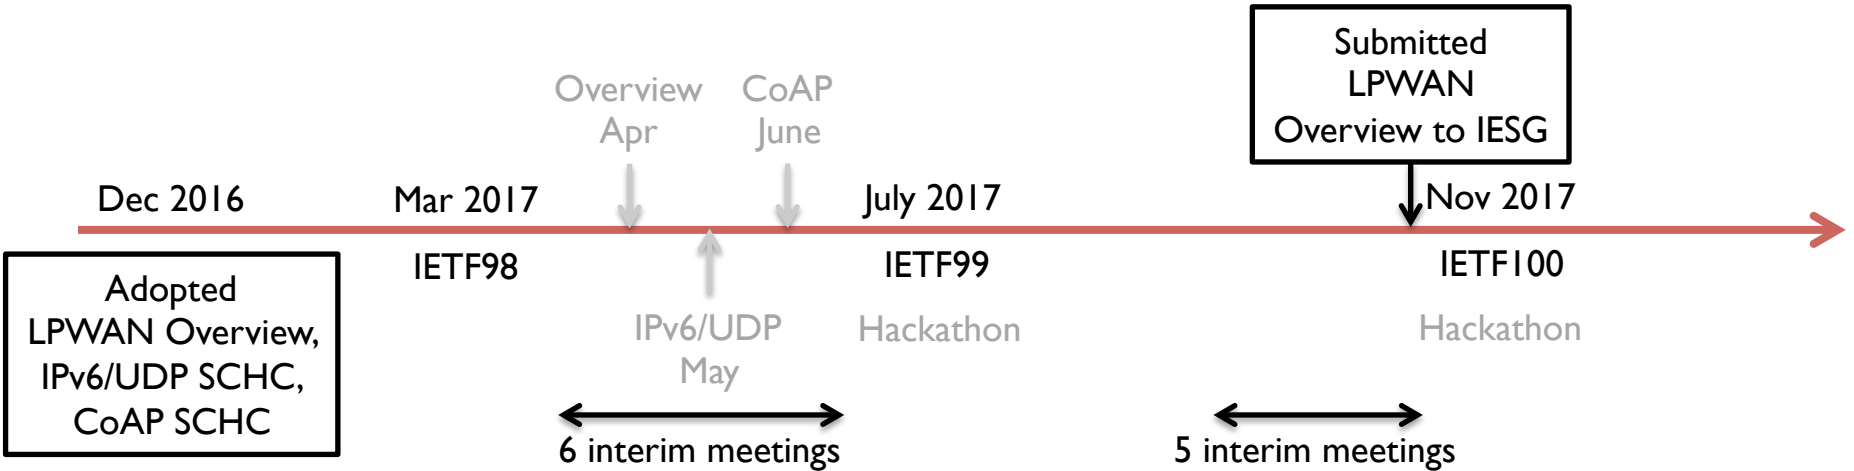 Submitted
LPWAN
Overview to IESG
Overview
Apr
CoAP
June
Dec 2016
Mar 2017
July 2017
Nov 2017
IETF98
IETF99
IETF100
Adopted
LPWAN Overview,
IPv6/UDP SCHC,
CoAP SCHC
IPv6/UDP
May
Hackathon
Hackathon
6 interim meetings
5 interim meetings